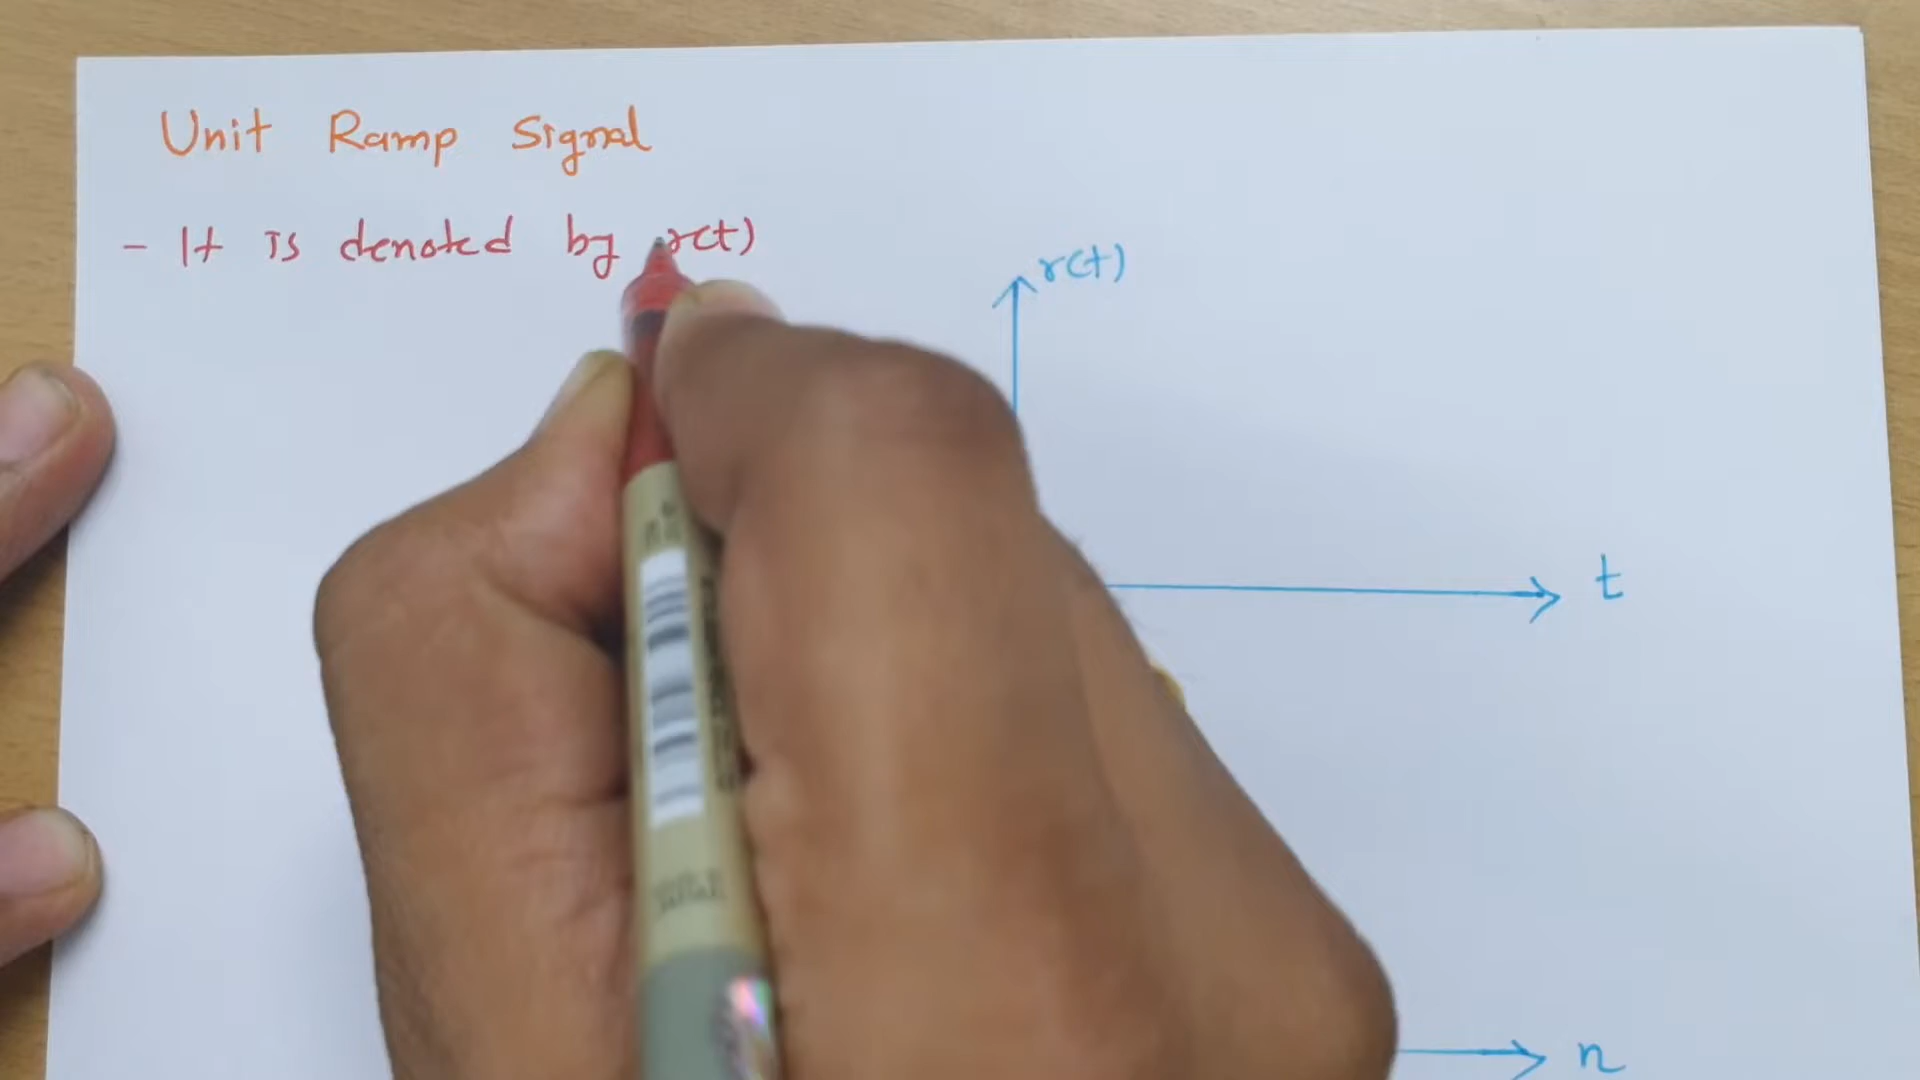 Unit Ramp Signal
- It is denoted by r(t)
r(t)
t
n